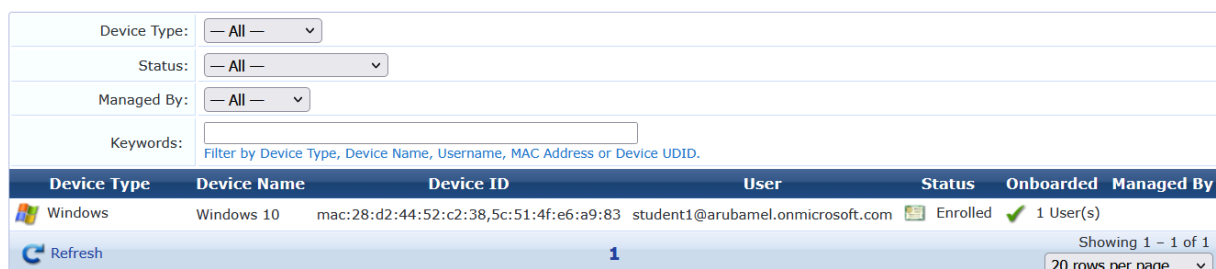 Device Type: — All —
Status: — All —
Managed By: — All —
Keywords:
Filter by Device Type, Device Name, Username, MAC Address or Device UDID.
Device Type Device Name Device ID User Status Onboarded Managed By
Windows Windows 10 mac:28:d2:44:52:c2:38,5c:51:4f:e6:a9:83 student1@arubamel.onmicrosoft.com Enrolled 1 User(s)
Refresh 1 Showing 1 – 1 of 1
20 rows per page